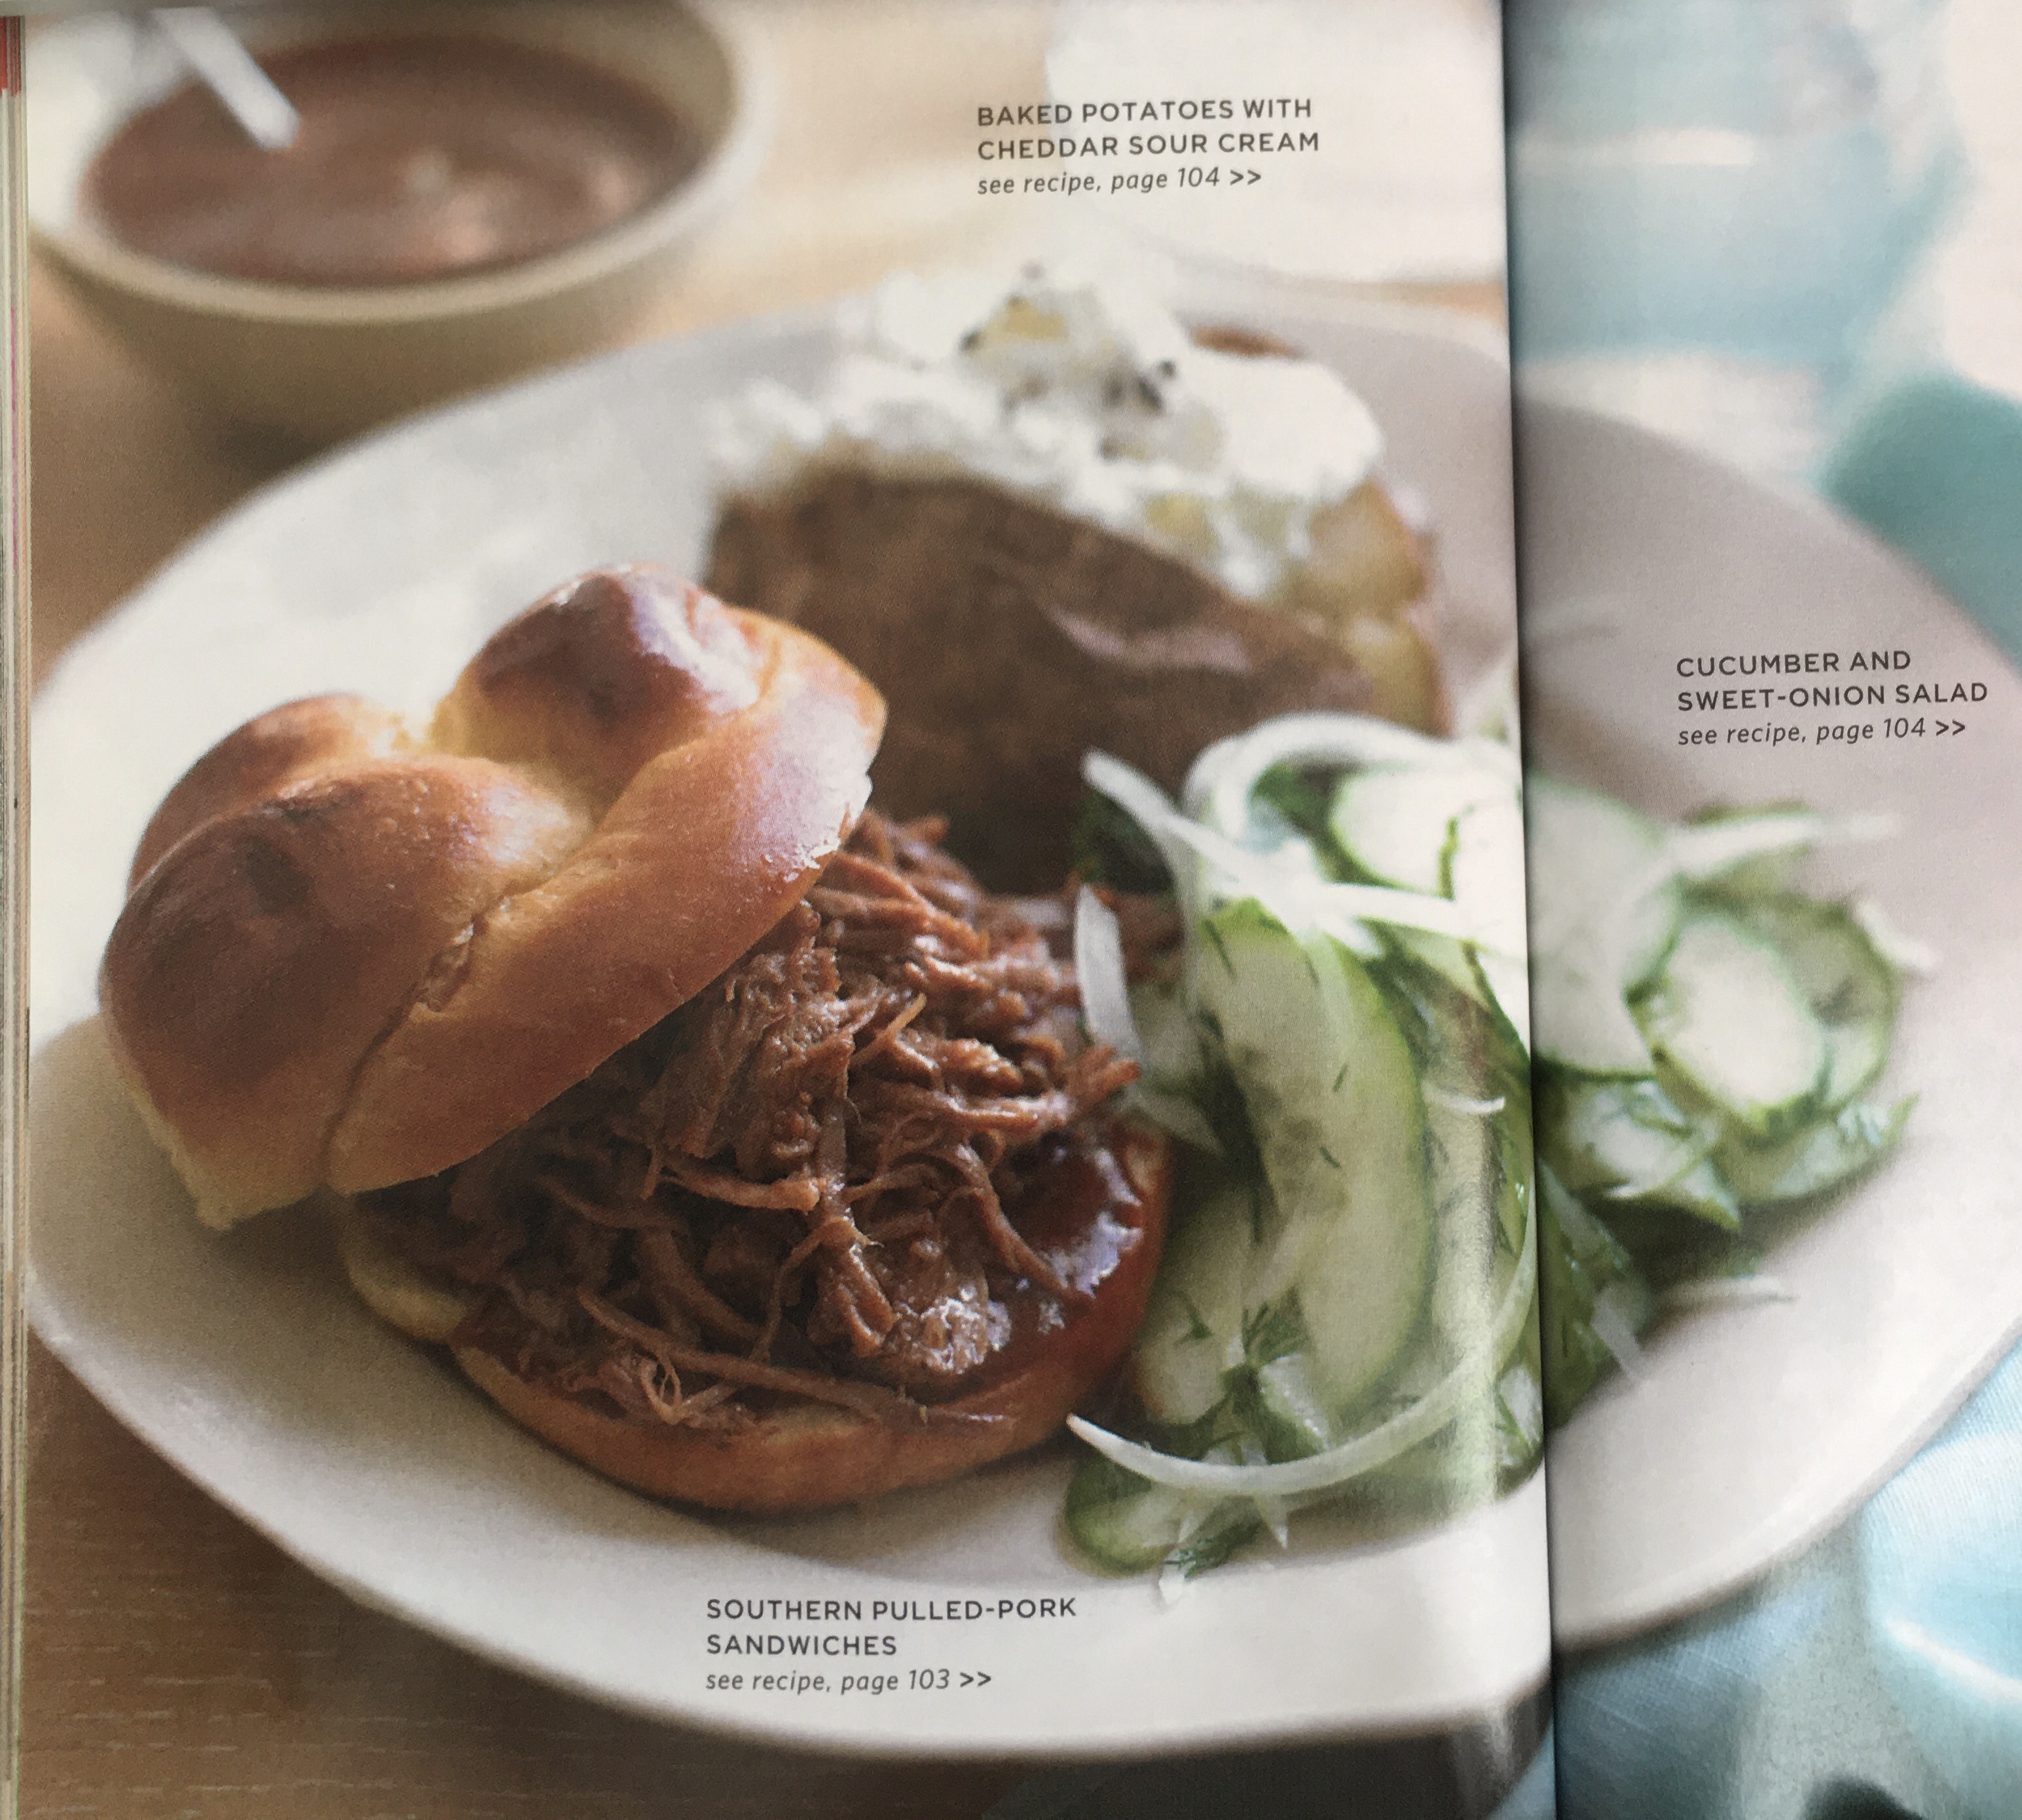 BAKED POTATOES WITH
CHEDDAR SOUR CREAM
see recipe, page 104 >>
CUCUMBER AND
SWEET-ONION SALAD
see recipe, page 104 >>
SOUTHERN PULLED-PORK
SANDWICHES
see recipe, page 103 >>